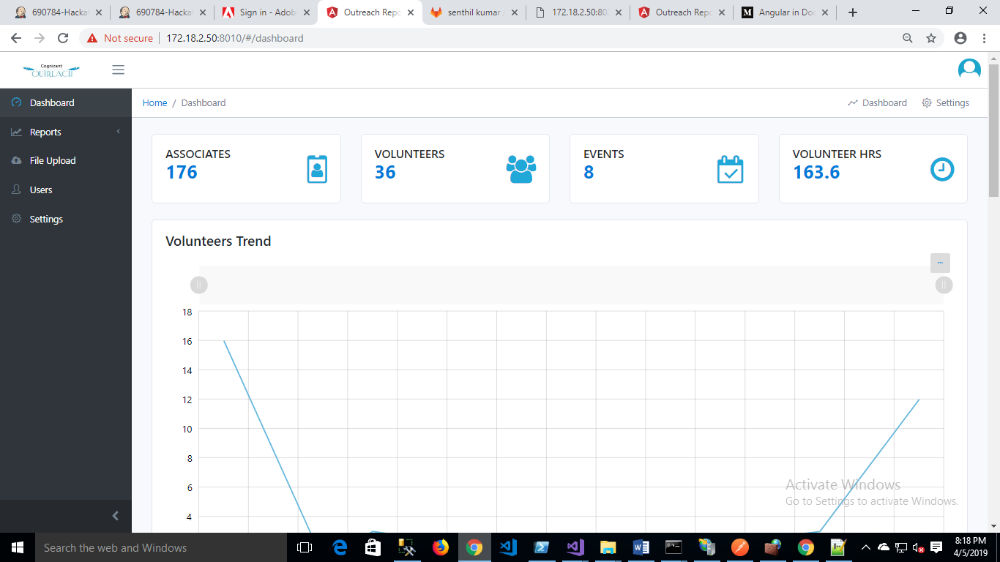 690784-Hacka
690784-Hacka
Sign in - Adob
Outreach Repo
senthil kumar /
172.18.2.50:80
Outreach Repo
Angular in Doc
Not secure
172.18.2.50:8010/#/dashboard
Cognizant
OUTREACH
Dashboard
Home / Dashboard
Dashboard
Settings
Reports
File Upload
Users
Settings
ASSOCIATES
176
VOLUNTEERS
36
EVENTS
8
VOLUNTEER HRS
163.6
Volunteers Trend
...
18
16
14
12
10
8
6
4
Activate Windows
Go to Settings to activate Windows.
Search the web and Windows
8:18 PM
4/5/2019